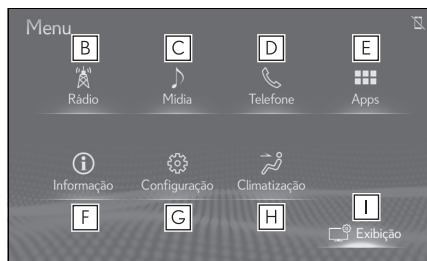 Menu
B C D E
Rádio Mídia Telefone Apps
Informação Configuração Climatização
F G H I
Exibição